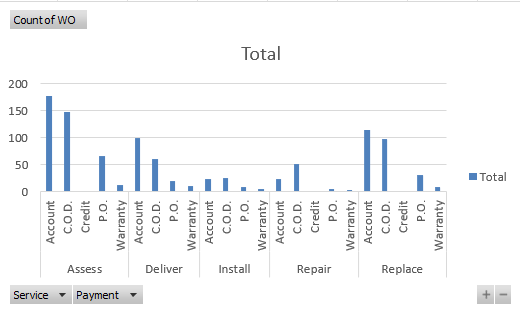 Count of WO
Total
200
150
100
50
0
Account
C.O.D.
Credit
P.O.
Warranty
Account
C.O.D.
P.O.
Warranty
Account
C.O.D.
P.O.
Warranty
Account
C.O.D.
Credit
P.O.
Warranty
Account
C.O.D.
Credit
P.O.
Warranty
Assess Deliver Install Repair Replace
Total
Service Payment